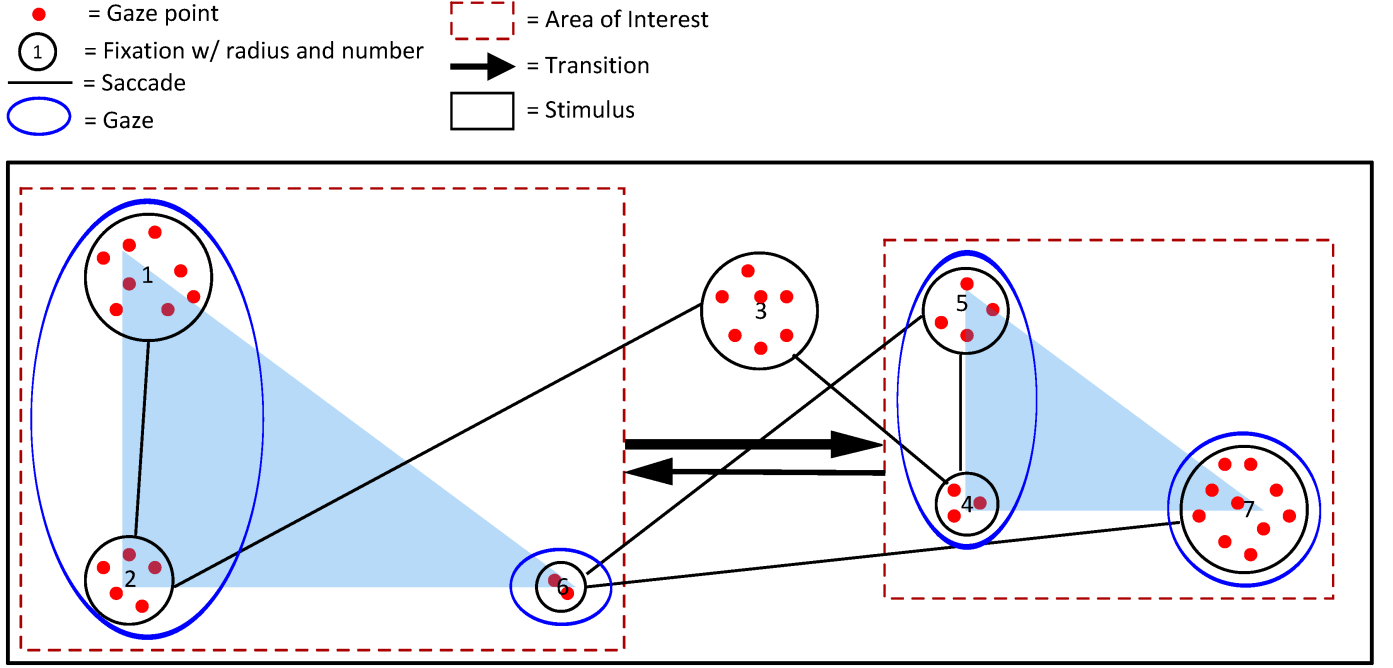 = Gaze point
1
= Fixation w/ radius and number
= Saccade
= Gaze
= Area of Interest
= Transition
= Stimulus
1
2
3
4
5
6
7